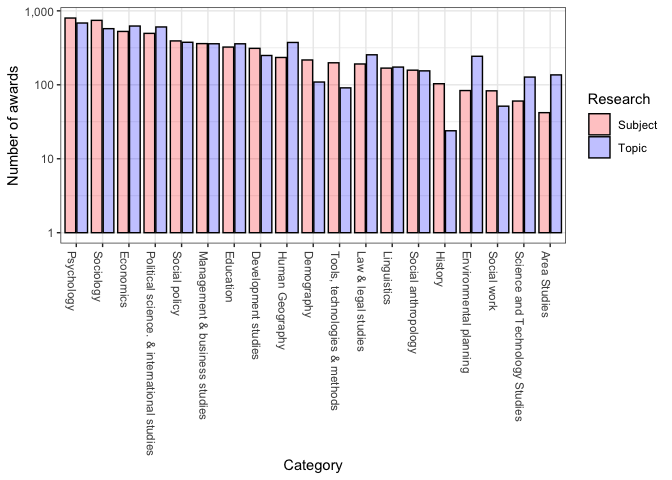 1,000
100
10
1
Number of awards
Psychology
Sociology
Economics
Political science. & international studies
Social policy
Management & business studies
Education
Development studies
Human Geography
Demography
Tools, technologies & methods
Law & legal studies
Linguistics
Social anthropology
History
Environmental planning
Social work
Science and Technology Studies
Area Studies
Category
Research
Subject
Topic